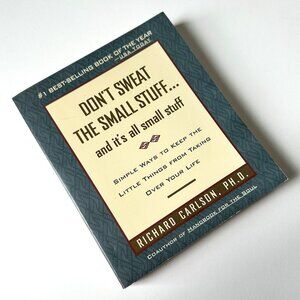 #1 BEST-SELLING BOOK OF THE YEAR
—USA TODAY
DON'T SWEAT
THE SMALL STUFF...
and it's all small stuff
SIMPLE WAYS TO KEEP THE
LITTLE THINGS FROM TAKING
OVER YOUR LIFE
RICHARD CARLSON, PH.D.
COAUTHOR OF HANDBOOK FOR THE SOUL